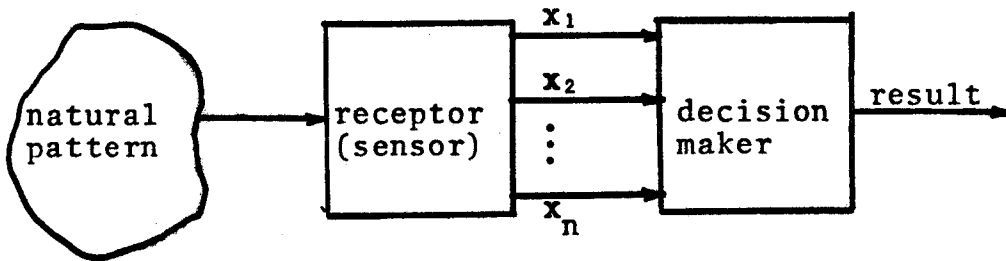 natural
pattern
receptor
(sensor)
x1
x2
xn
decision
maker
result